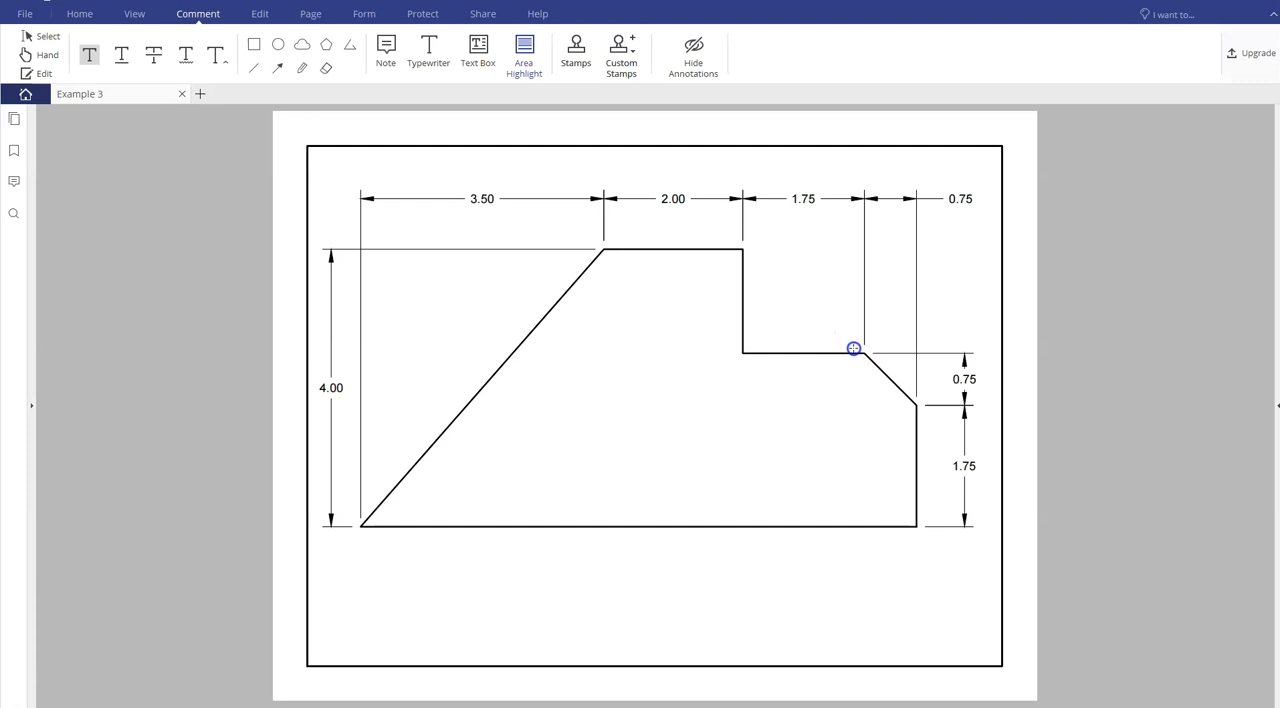 File Home View Comment Edit Page Form Protect Share Help I want to...
Select
Hand
Edit
T T T T T
Note
Typewriter
Text Box
Area
Highlight
Stamps
Custom
Stamps
Hide
Annotations
Upgrade
Example 3
3.50 2.00 1.75 0.75
0.75
4.00
1.75